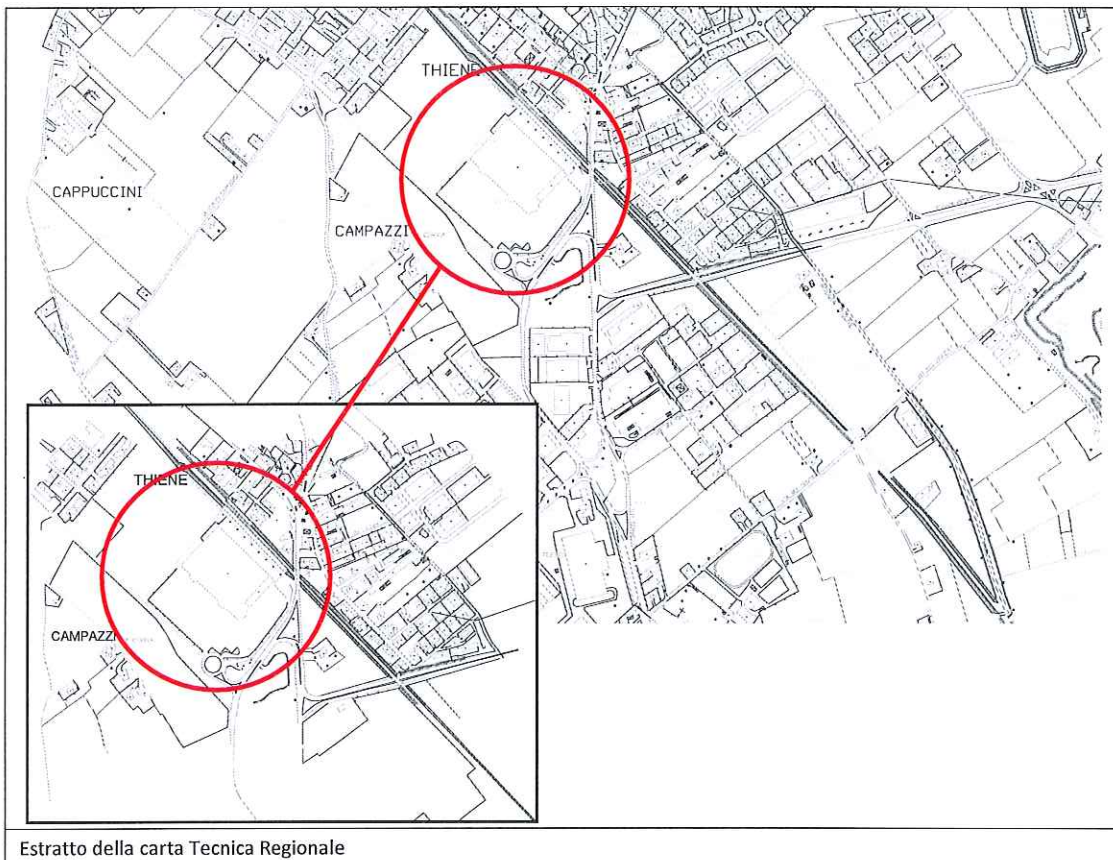 THIENE
CAPPUCCINI
CAMPAZZI
THIENE
CAMPAZZI
Estratto della carta Tecnica Regionale